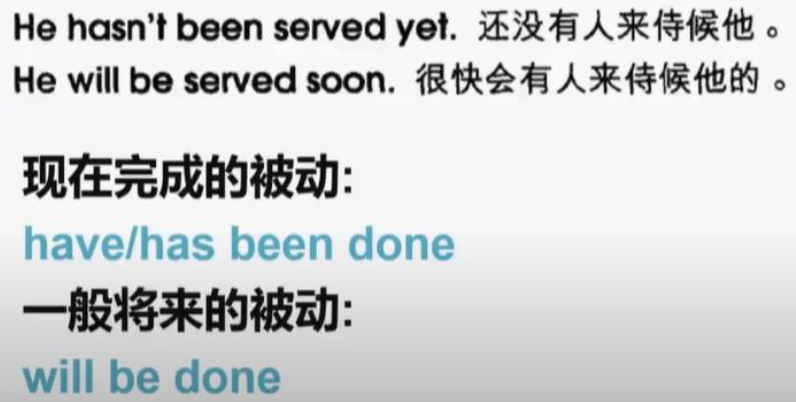 He hasn't been served yet. 还没有人来侍候他。
He will be served soon. 很快会有人来侍候他的。
现在完成的被动:
have/has been done
一般将来的被动:
will be done